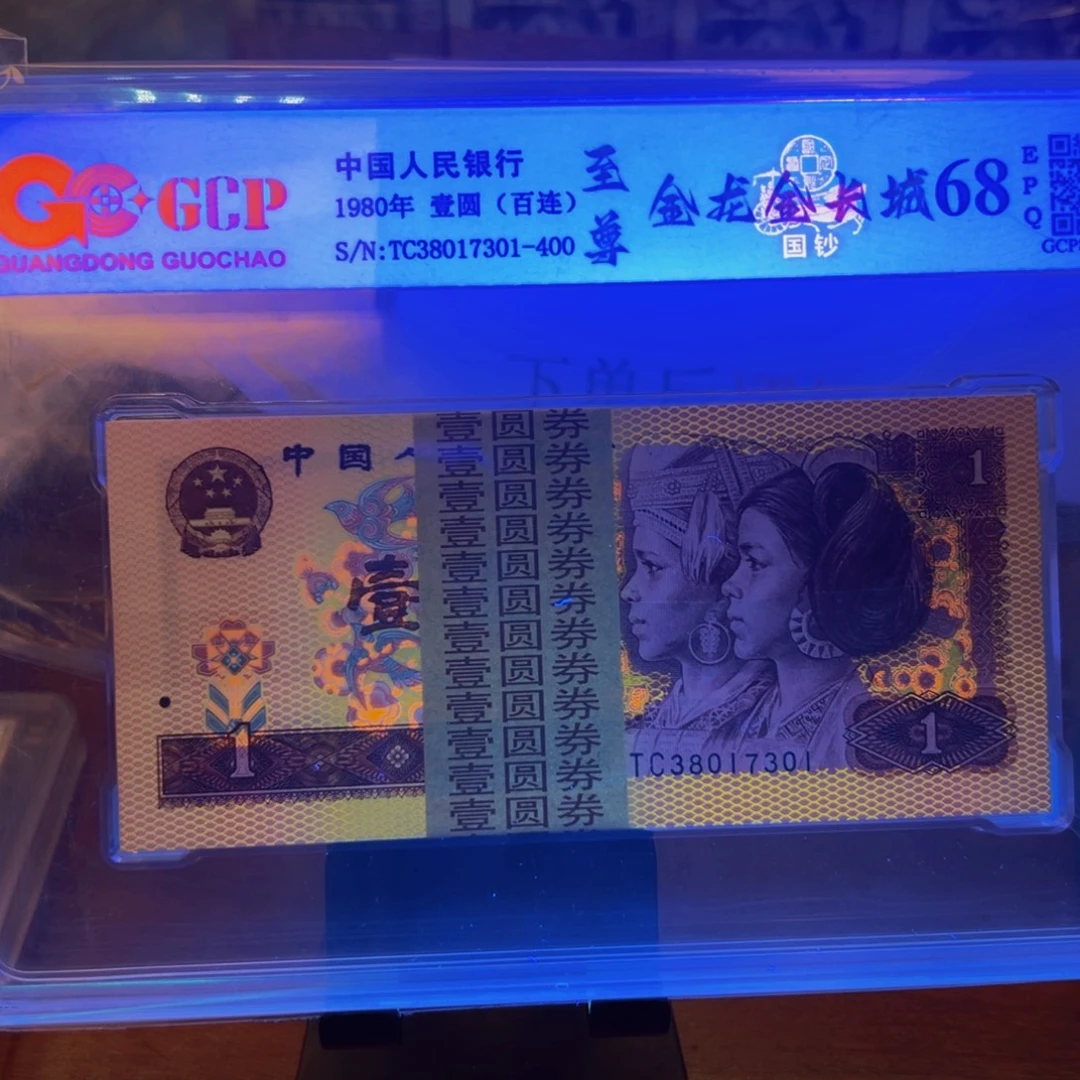 GCP
GUANGDONG GUOCHAO
中国人民银行
1980年 壹圆（百连）
S/N:TC38017301-400
至尊
金龙金长城68
EPQ
国钞
GCP
下单后
中国人
壹
1
壹圆券
壹圆券
壹圆券
壹圆券
壹圆券
壹圆券
壹圆券
壹圆券
壹圆券
壹圆券
壹圆券
壹圆券
1
1
TC38017301